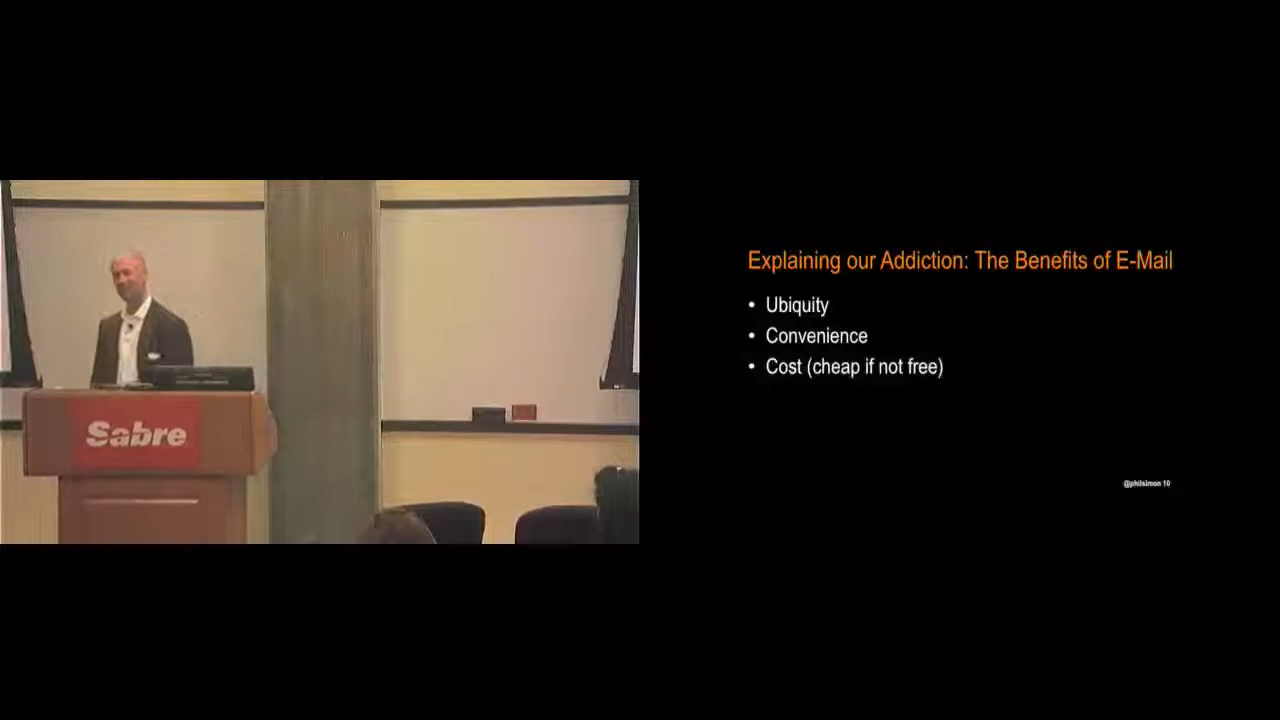 Sabre
Explaining our Addiction: The Benefits of E-Mail
• Ubiquity
• Convenience
• Cost (cheap if not free)
@philsimon 10